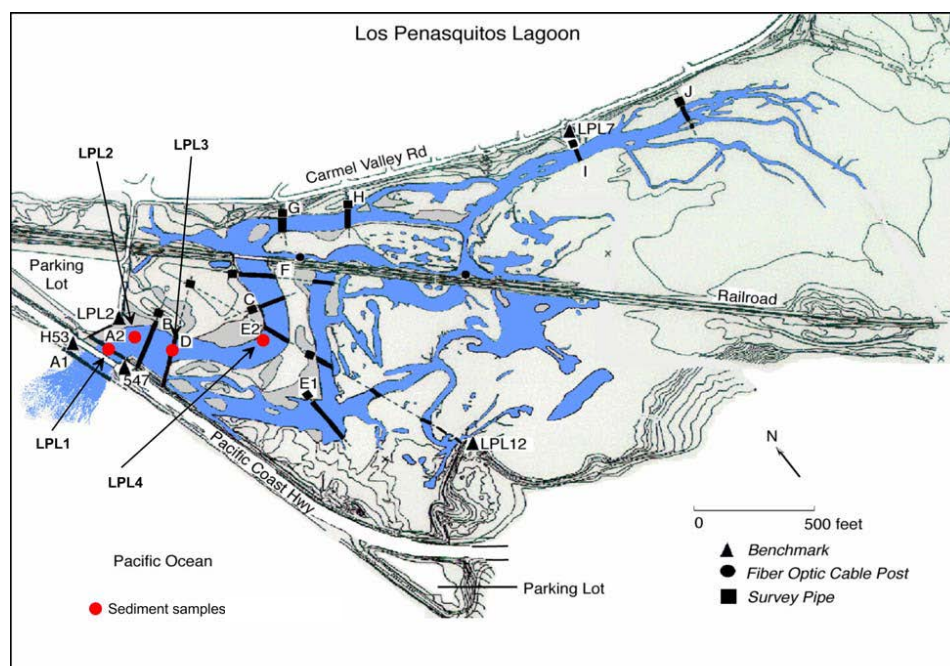 Los Penasquitos Lagoon
J
LPL7
LPL3
LPL2
Carmel Valley Rd
I
H
G
Parking
Lot
F
Railroad
C
LPL2
B
E2
H53
A2
D
A1
547
E1
LPL1
LPL12
LPL4
Pacific Coast Hwy
N
0 500 feet
Benchmark
Pacific Ocean
Fiber Optic Cable Post
Parking Lot
Survey Pipe
Sediment samples